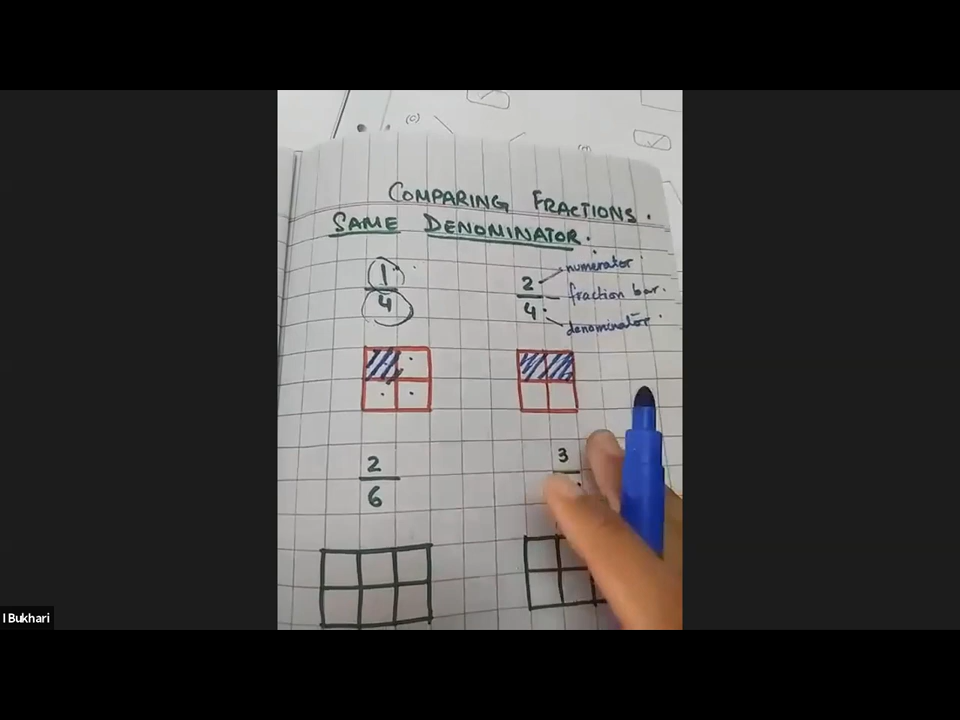 (c)
COMPARING FRACTIONS.
SAME DENOMINATOR.
1
4
2
4
numerator
fraction bar.
denominator
2
6
3
I Bukhari